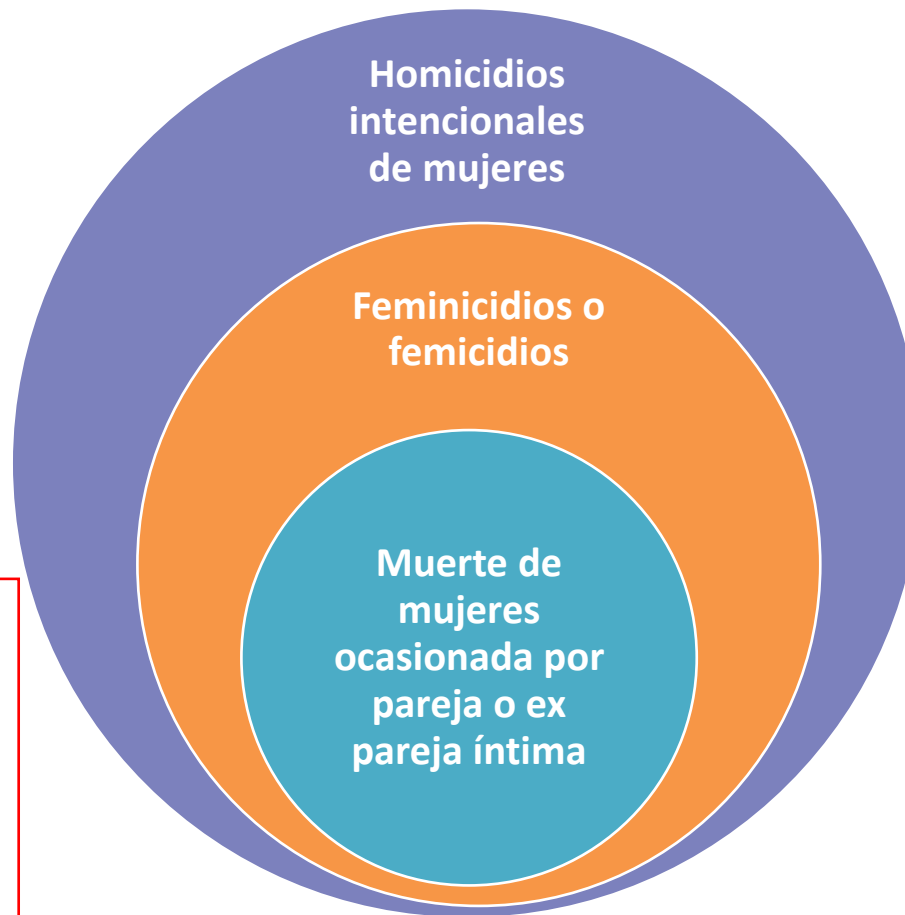 Homicidios
intencionales
de mujeres
Feminicidios o
femicidios
Muerte de
mujeres
ocasionada por
pareja o ex
pareja íntima